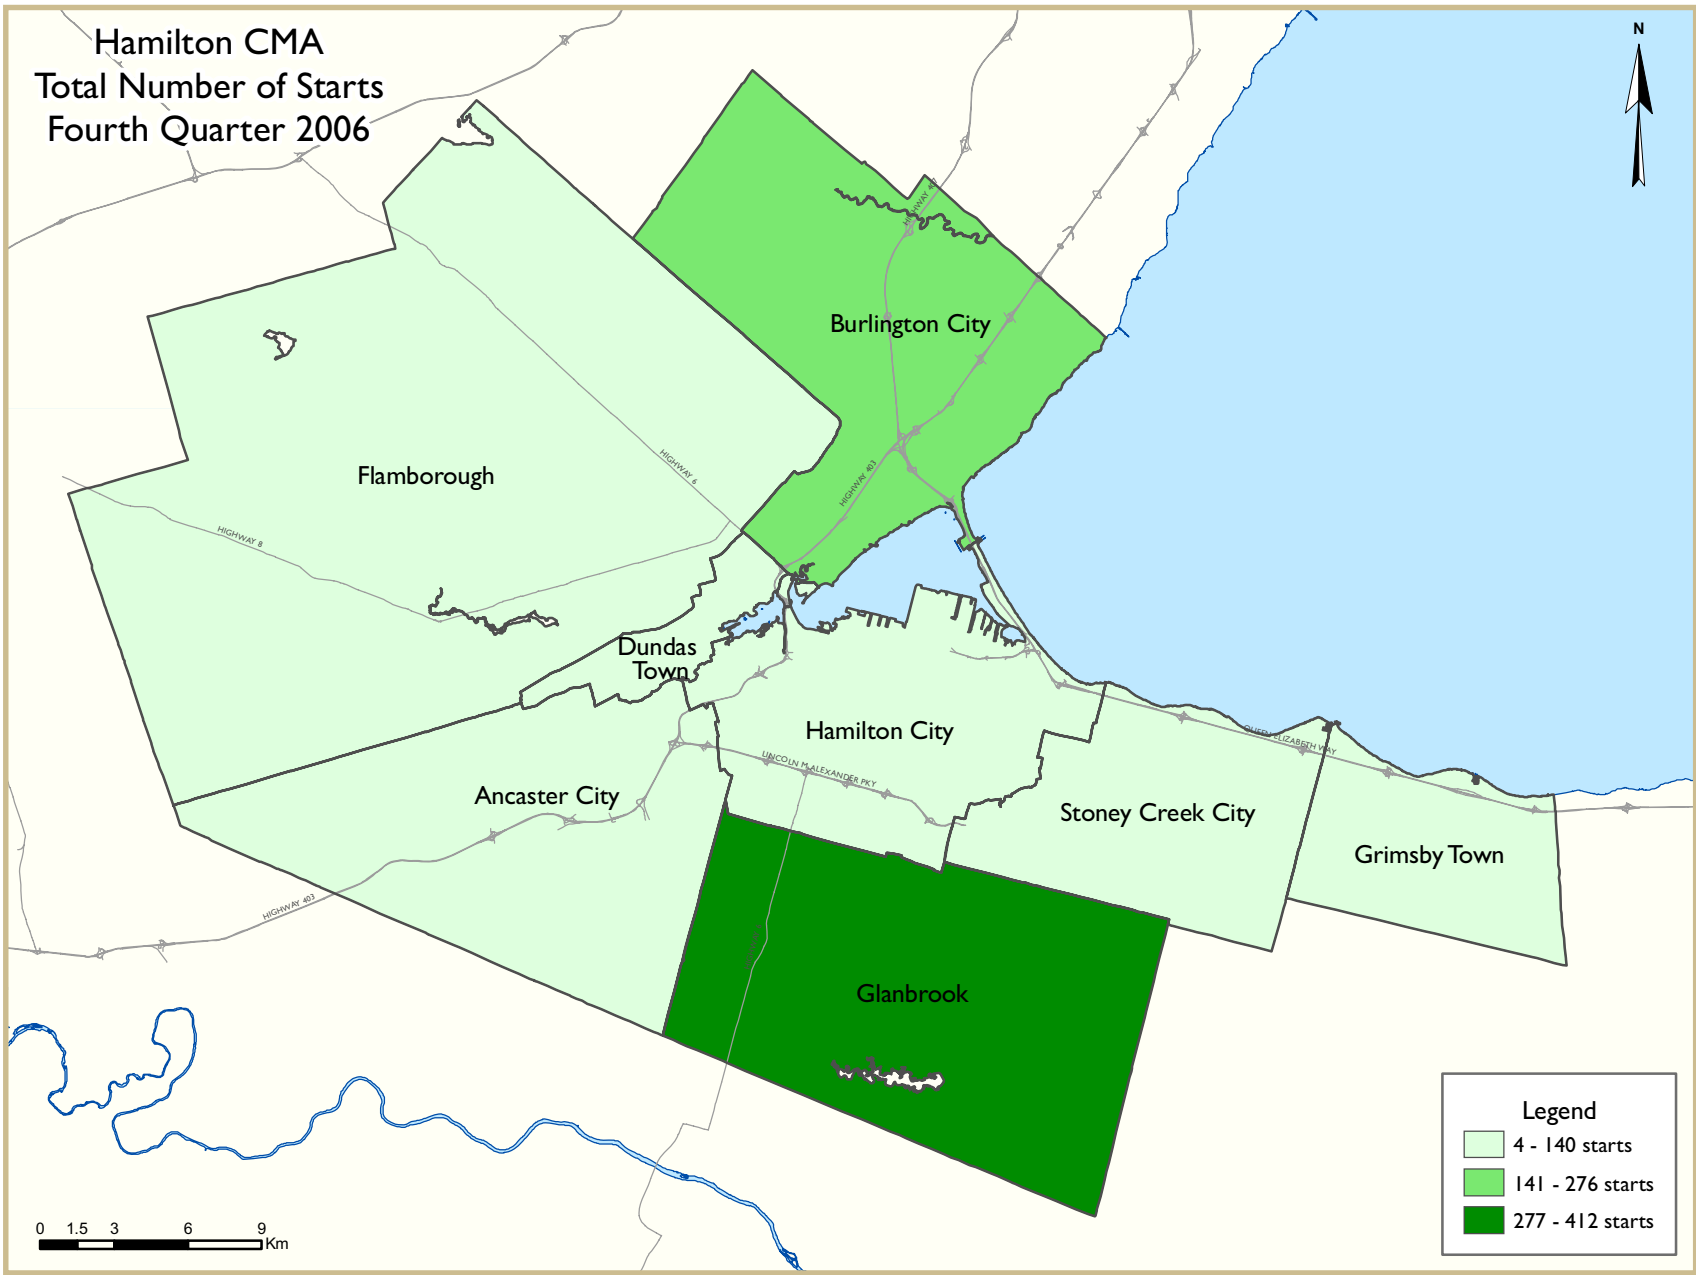 Hamilton CMA
Total Number of Starts
Fourth Quarter 2006
N
HIGHWAY 407
Burlington City
HIGHWAY 6
HIGHWAY 403
Flamborough
HIGHWAY 8
Dundas
Town
Hamilton City
QUEEN ELIZABETH WAY
LINCOLN M ALEXANDER PKY
Ancaster City
Stoney Creek City
Grimsby Town
HIGHWAY 403
Glanbrook
Legend
4 - 140 starts
141 - 276 starts
277 - 412 starts
0 1.5 3 6 9
Km